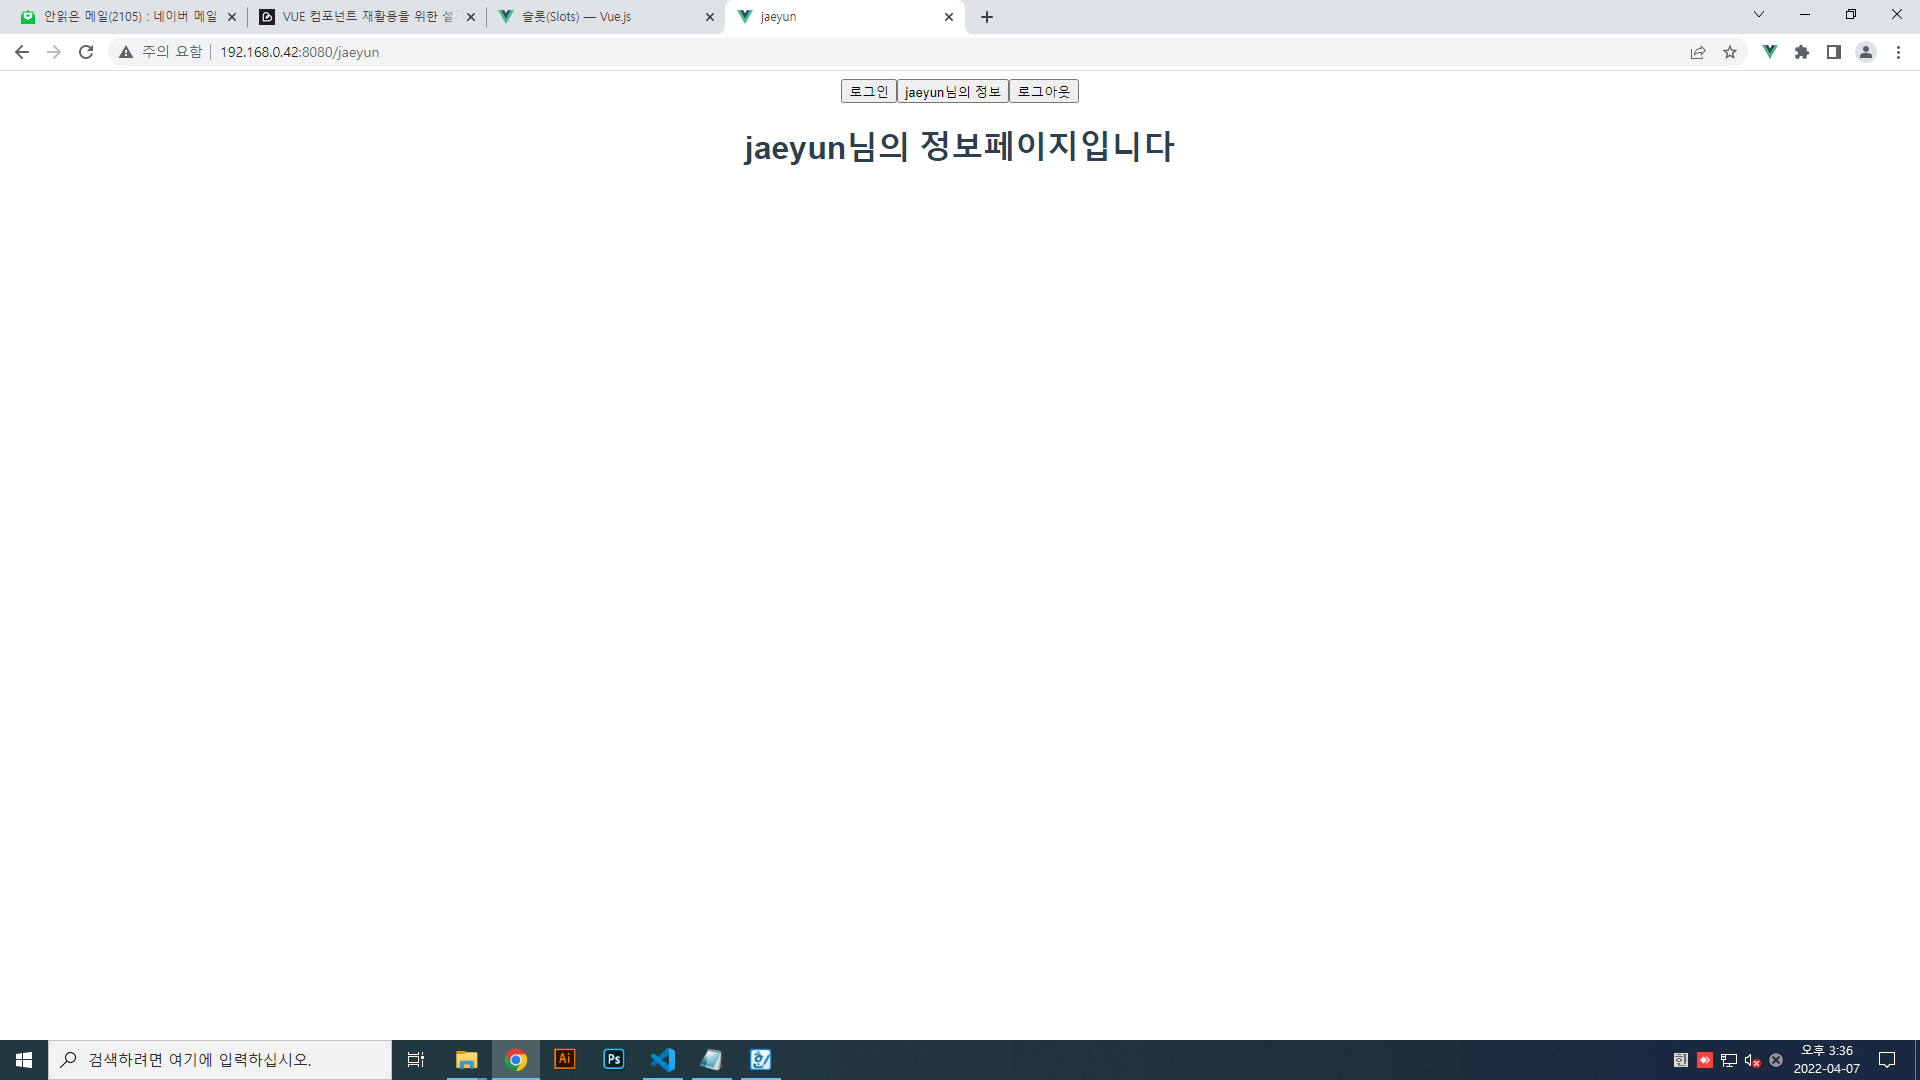 안읽은 메일(2105) : 네이버 메일
VUE 컴포넌트 재활용을 위한
슬롯(Slots) — Vue.js
jaeyun
주의 요함
192.168.0.42:8080/jaeyun
로그인 jaeyun님의 정보 로그아웃
jaeyun님의 정보페이지입니다
검색하려면 여기에 입력하십시오.
Ai
Ps
한
오후 3:36
2022-04-07